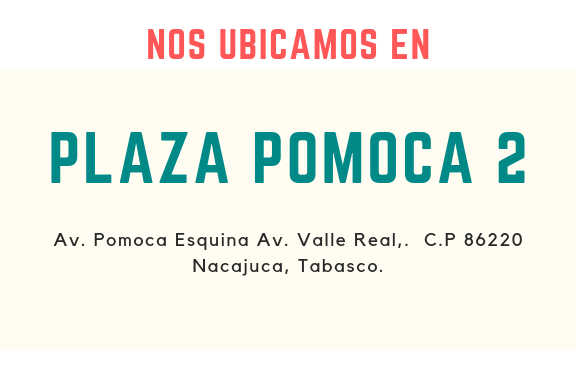 NOS UBICAMOS EN
PLAZA POMOCA 2
Av. Pomoca Esquina Av. Valle Real,. C.P 86220
Nacajuca, Tabasco.